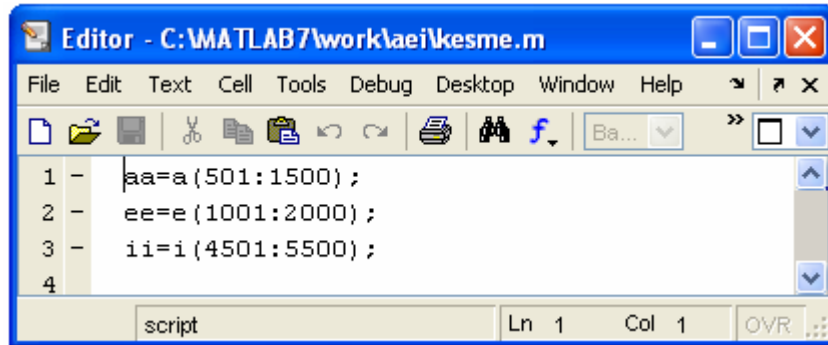 Editor - C:\MATLAB7\work\aei\kesme.m
File Edit Text Cell Tools Debug Desktop Window Help
f Ba... »
1 - aa=a(501:1500);
2 - ee=e(1001:2000);
3 - ii=i(4501:5500);
4
script Ln 1 Col 1 OVR